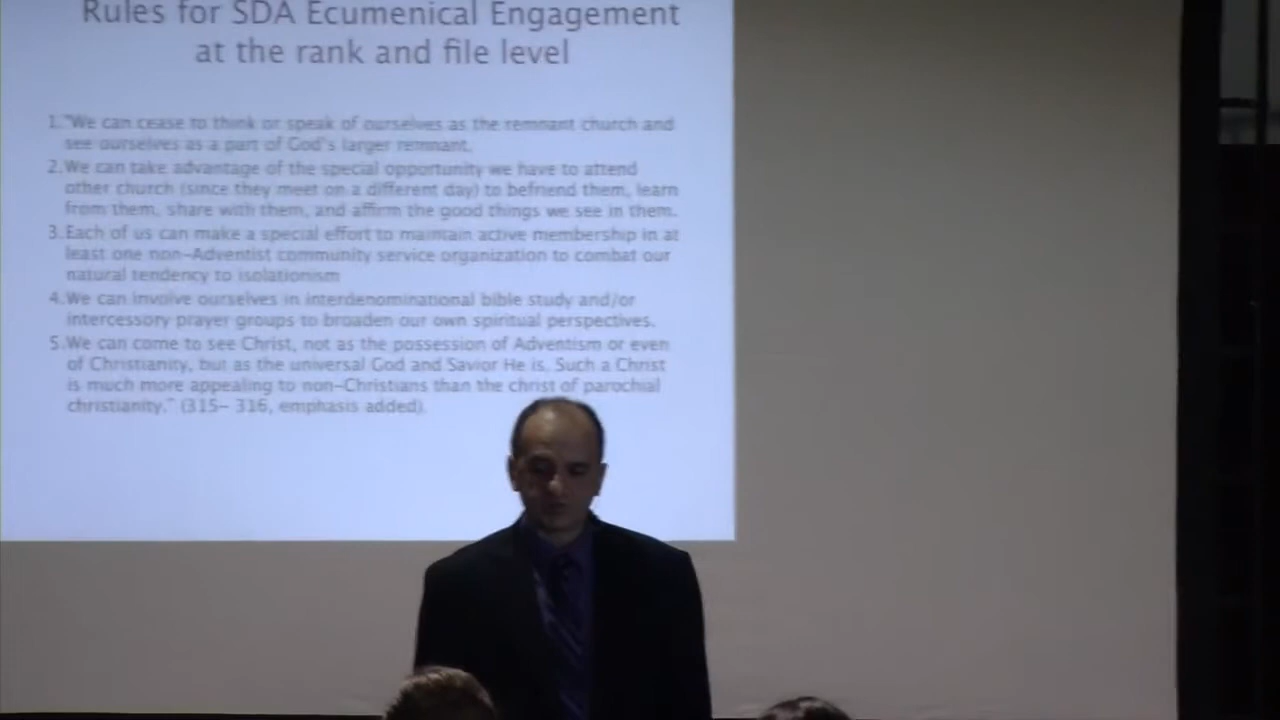 Rules for SDA Ecumenical Engagement
at the rank and file level
1."We can cease to think or speak of ourselves as the remnant church and
see ourselves as a part of God's larger remnant.
2.We can take advantage of the special opportunity we have to attend
other church (since they meet on a different day) to befriend them, learn
from them, share with them, and affirm the good things we see in them.
3.Each of us can make a special effort to maintain active membership in at
least one non-Adventist community service organization to combat our
natural tendency to isolationism
4.We can involve ourselves in interdenominational bible study and/or
intercessory prayer groups to broaden our own spiritual perspectives.
5.We can come to see Christ, not as the possession of Adventism or even
of Christianity, but as the universal God and Savior He is. Such a Christ
is much more appealing to non-Christians than the christ of parochial
christianity." (315- 316, emphasis added).